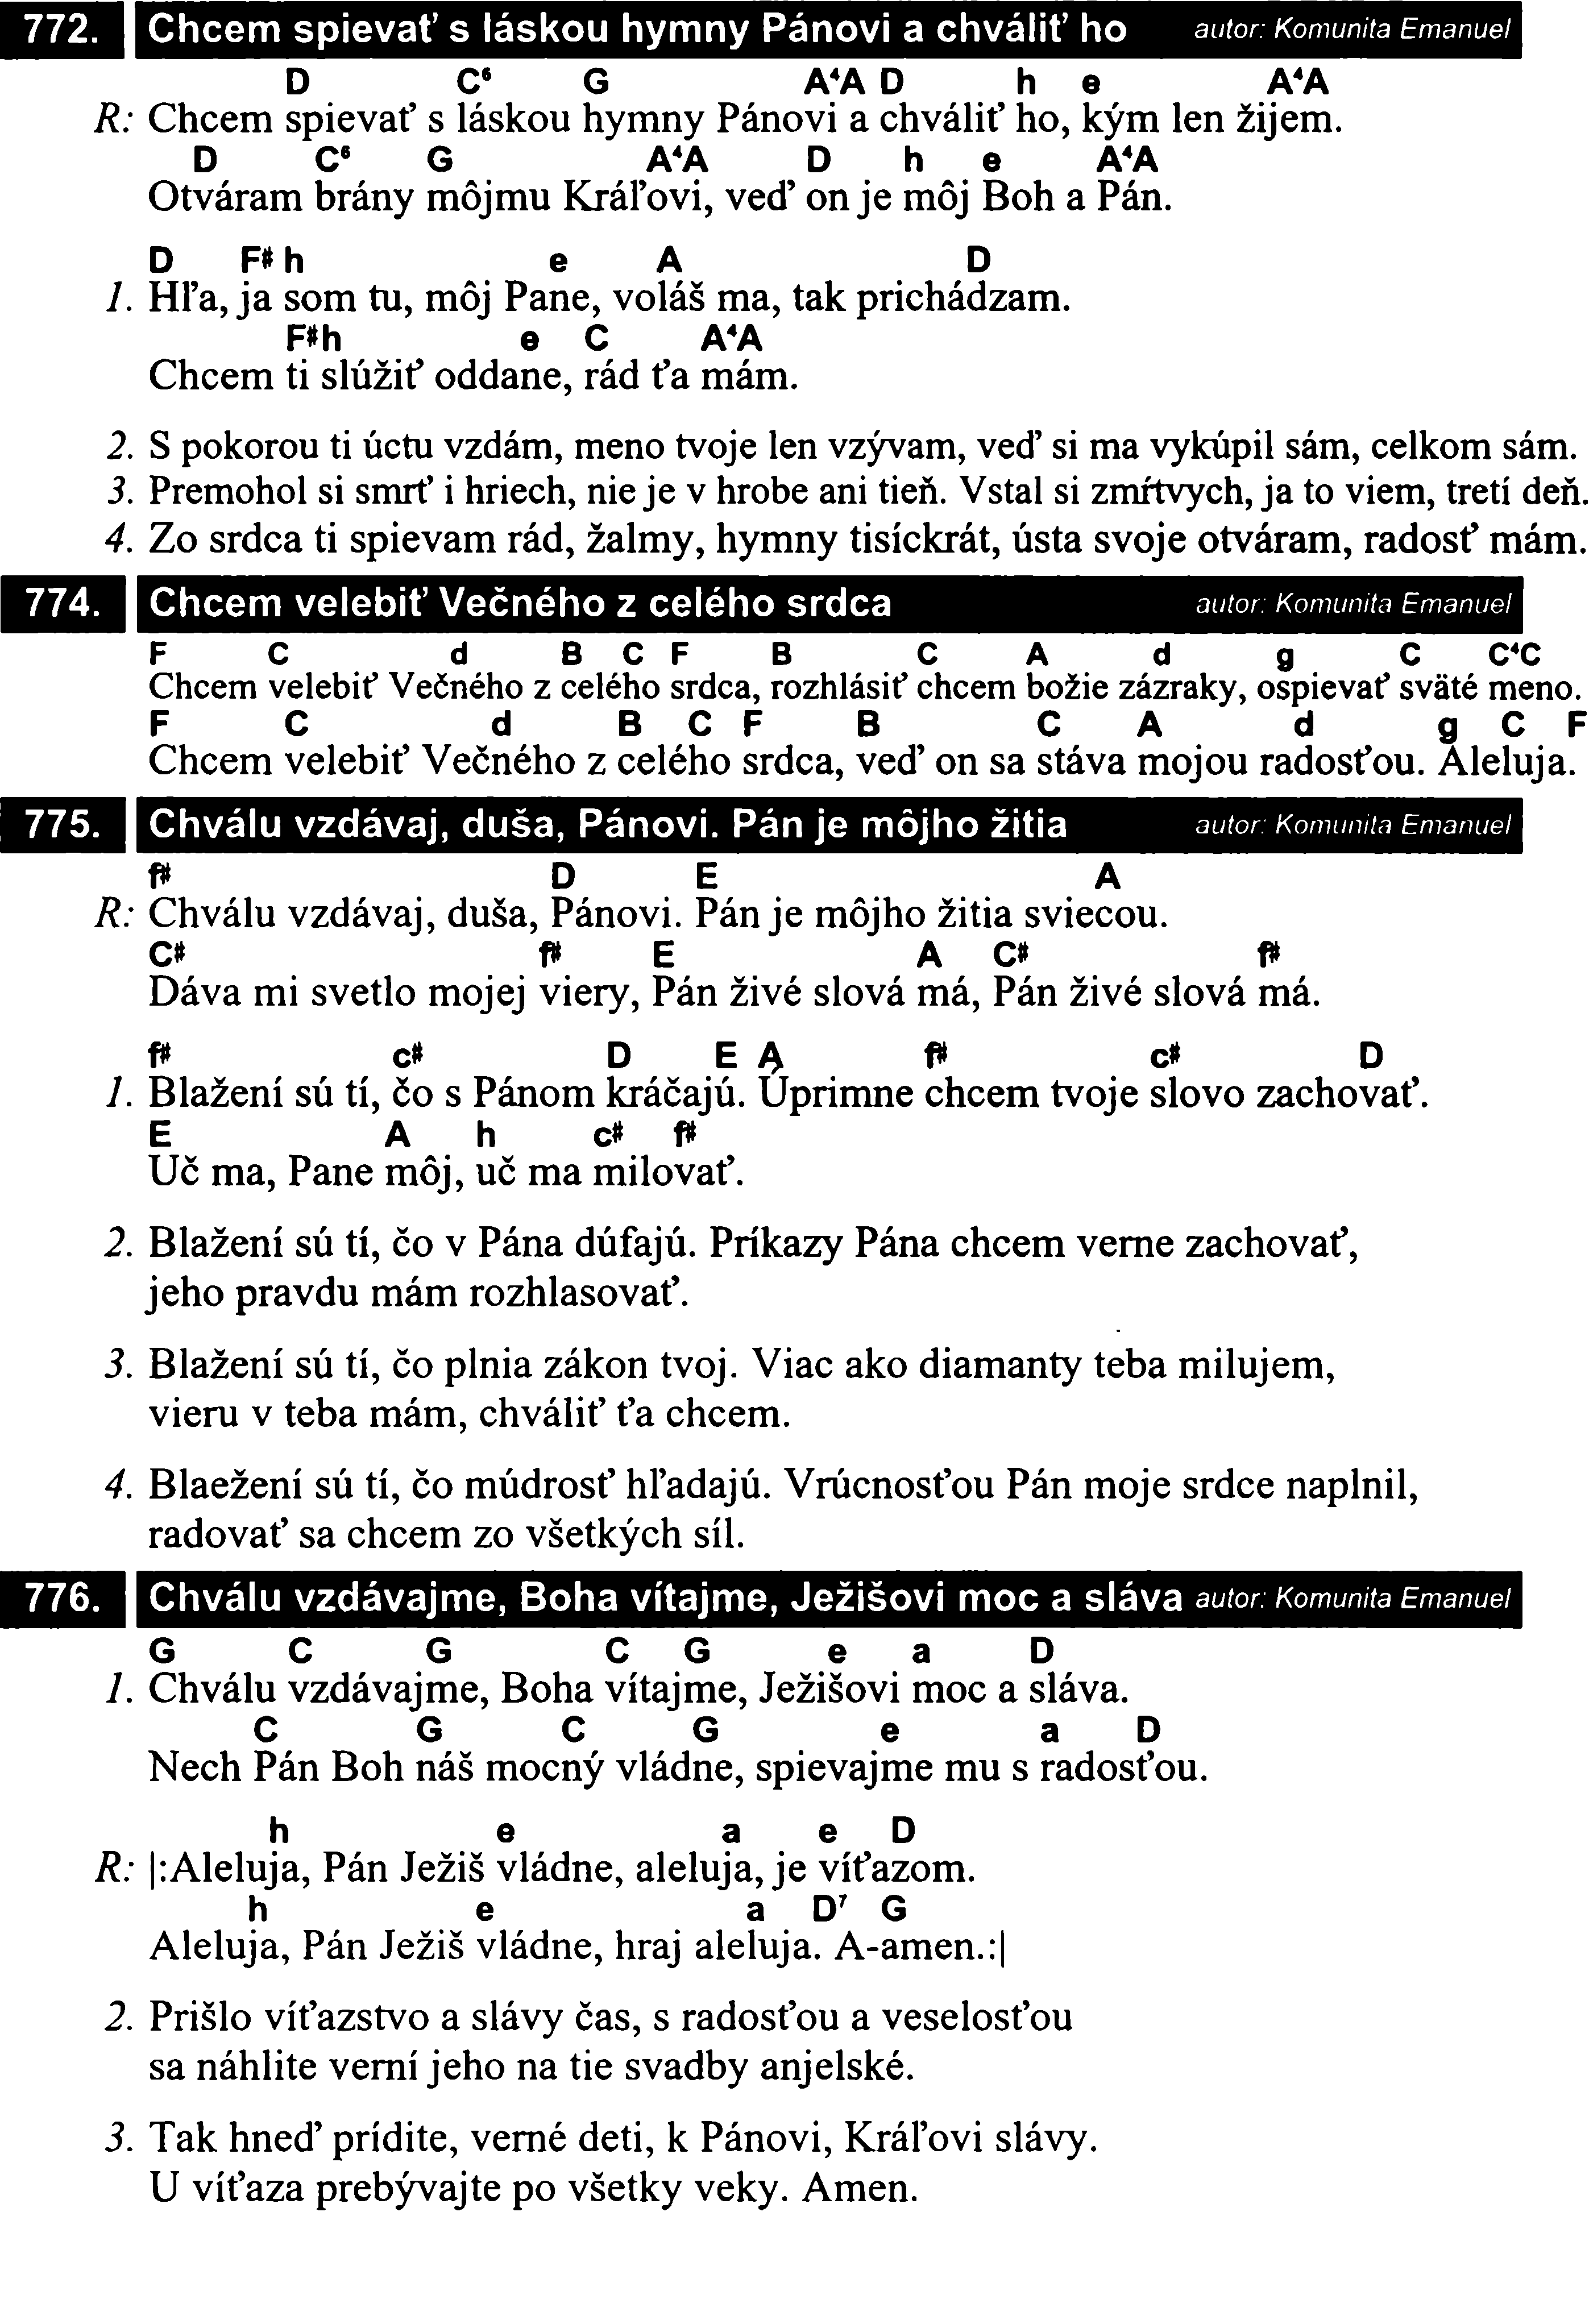 772. Chcem spievať s láskou hymny Pánovi a chváliť ho autor: Komunita Emanuel
D C⁶ G A⁴A D h e A⁴A
R: Chcem spievať s láskou hymny Pánovi a chváliť ho, kým len žijem.
D C⁶ G A⁴A D h e A⁴A
Otváram brány môjmu Kráľovi, veď on je môj Boh a Pán.
D F# h e A D
1. Hľa, ja som tu, môj Pane, voláš ma, tak prichádzam.
F#h e C A⁴A
Chcem ti slúžiť oddane, rád ťa mám.
2. S pokorou ti úctu vzdám, meno tvoje len vzývam, veď si ma vykúpil sám, celkom sám.
3. Premohol si smrť i hriech, nie je v hrobe ani tieň. Vstal si zmŕtvych, ja to viem, tretí deň.
4. Zo srdca ti spievam rád, žalmy, hymny tisíckrát, ústa svoje otváram, radosť mám.
774. Chcem velebiť Večného z celého srdca autor: Komunita Emanuel
F C d B C F B C A d g C C⁴C
Chcem velebiť Večného z celého srdca, rozhlásiť chcem božie zázraky, ospievať sväté meno.
F C d B C F B C A d g C F
Chcem velebiť Večného z celého srdca, veď on sa stáva mojou radosťou. Aleluja.
775. Chválu vzdávaj, duša, Pánovi. Pán je môjho žitia autor: Komunita Emanuel
f# D E A
R: Chválu vzdávaj, duša, Pánovi. Pán je môjho žitia sviecou.
C# f# E A C# f#
Dáva mi svetlo mojej viery, Pán živé slová má, Pán živé slová má.
f# c# D E A f# c# D
1. Blažení sú tí, čo s Pánom kráčajú. Úprimne chcem tvoje slovo zachovať.
E A h c# f#
Uč ma, Pane môj, uč ma milovať.
2. Blažení sú tí, čo v Pána dúfajú. Príkazy Pána chcem verne zachovať,
jeho pravdu mám rozhlasovať.
3. Blažení sú tí, čo plnia zákon tvoj. Viac ako diamanty teba milujem,
vieru v teba mám, chváliť ťa chcem.
4. Blaežení sú tí, čo múdrosť hľadajú. Vrúcnosťou Pán moje srdce naplnil,
radovať sa chcem zo všetkých síl.
776. Chválu vzdávajme, Boha vítajme, Ježišovi moc a sláva autor: Komunita Emanuel
G C G C G e a D
1. Chválu vzdávajme, Boha vítajme, Ježišovi moc a sláva.
C G C G e a D
Nech Pán Boh náš mocný vládne, spievajme mu s radosťou.
h e a e D
R: |:Aleluja, Pán Ježiš vládne, aleluja, je víťazom.
h e a D⁷ G
Aleluja, Pán Ježiš vládne, hraj aleluja. A-amen.:|
2. Prišlo víťazstvo a slávy čas, s radosťou a veselosťou
sa náhlite verní jeho na tie svadby anjelské.
3. Tak hneď prídite, verné deti, k Pánovi, Kráľovi slávy.
U víťaza prebývajte po všetky veky. Amen.